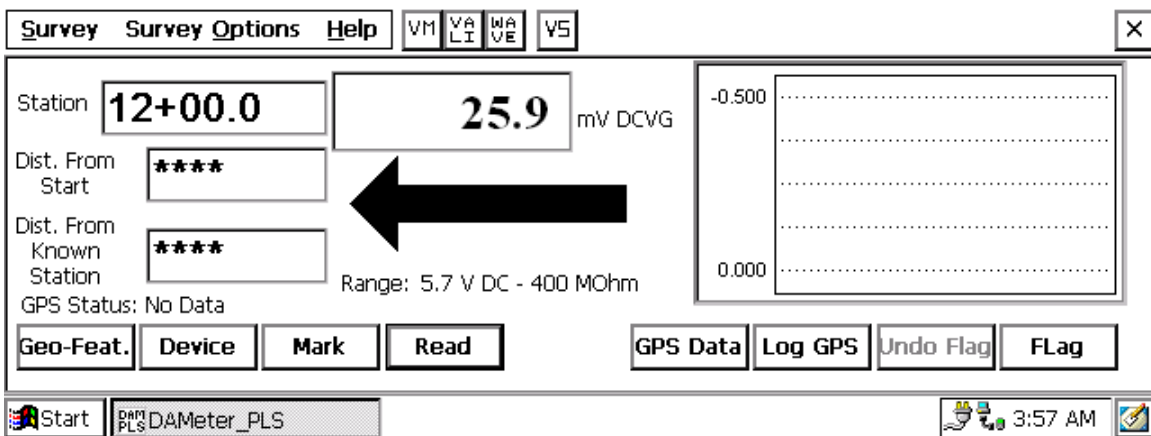 Survey Survey Options Help VM VA LI WA VE VS X
Station 12+00.0 25.9 mV DCVG
-0.500
Dist. From Start ****
Dist. From Known Station ****
0.000
Range: 5.7 V DC - 400 MOhm
GPS Status: No Data
Geo-Feat. Device Mark Read GPS Data Log GPS Undo Flag FLag
Start DAM PLS DAMeter_PLS 3:57 AM